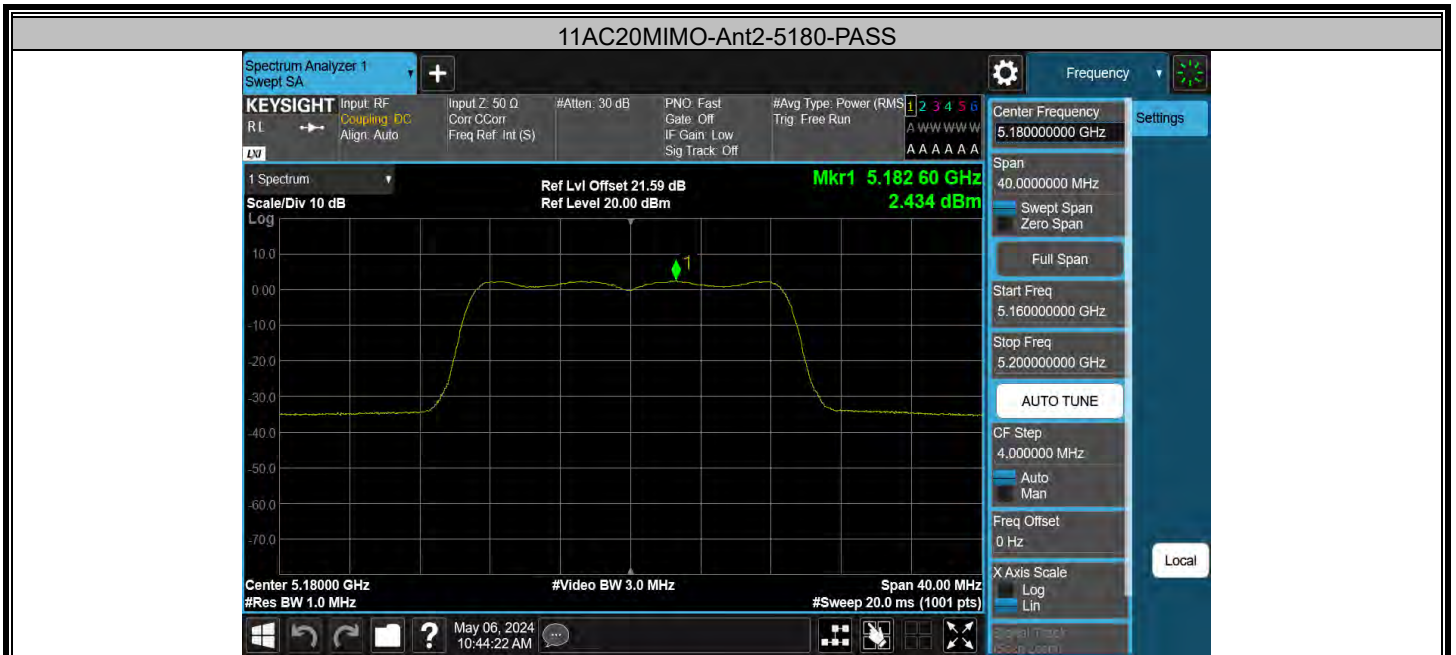 11AC20MIMO-Ant2-5180-PASS
Spectrum Analyzer 1
Swept SA
+
Frequency
KEYSIGHT
RL
LXI
Input: RF
Coupling: DC
Align: Auto
Input Z: 50 Ω
Corr CCorr
Freq Ref: Int (S)
#Atten: 30 dB
PNO: Fast
Gate: Off
IF Gain: Low
Sig Track: Off
#Avg Type: Power (RMS
Trig: Free Run
1 2 3 4 5 6
A W W W W W
A A A A A A
1 Spectrum
Scale/Div 10 dB
Log
Ref Lvl Offset 21.59 dB
Ref Level 20.00 dBm
Mkr1 5.182 60 GHz
2.434 dBm
1
10.0
0.00
-10.0
-20.0
-30.0
-40.0
-50.0
-60.0
-70.0
Center 5.18000 GHz
#Res BW 1.0 MHz
#Video BW 3.0 MHz
Span 40.00 MHz
#Sweep 20.0 ms (1001 pts)
Center Frequency
5.180000000 GHz
Settings
Span
40.0000000 MHz
Swept Span
Zero Span
Full Span
Start Freq
5.160000000 GHz
Stop Freq
5.200000000 GHz
AUTO TUNE
CF Step
4.000000 MHz
Auto
Man
Freq Offset
0 Hz
X Axis Scale
Log
Lin
Local
?
May 06, 2024
10:44:22 AM